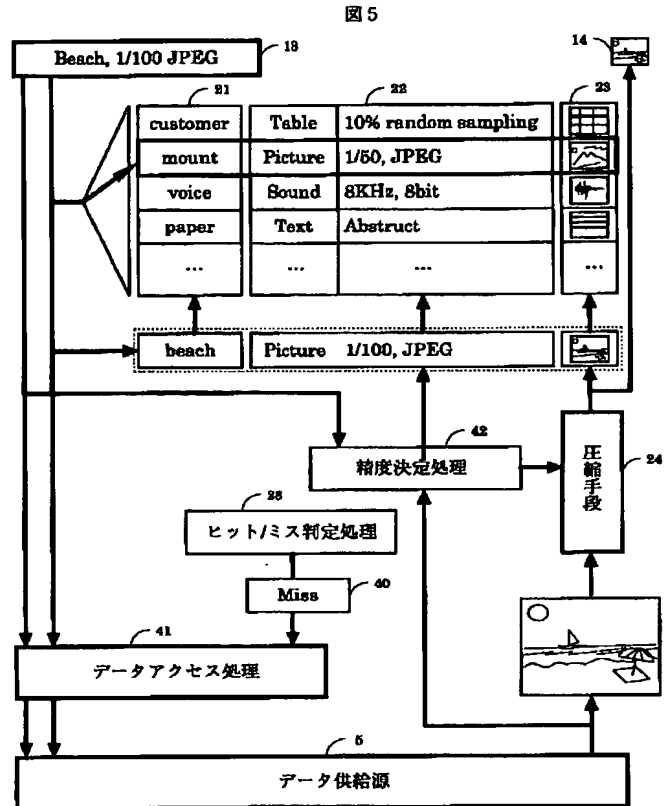 図5
Beach, 1/100 JPEG
13
14
21
22
23
customer Table 10% random sampling
mount Picture 1/50, JPEG
voice Sound 8KHz, 8bit
paper Text Abstruct
... ... ... ...
beach Picture 1/100, JPEG
42
精度決定処理
圧縮手段
24
28
ヒット/ミス判定処理
Miss
40
41
データアクセス処理
5
データ供給源